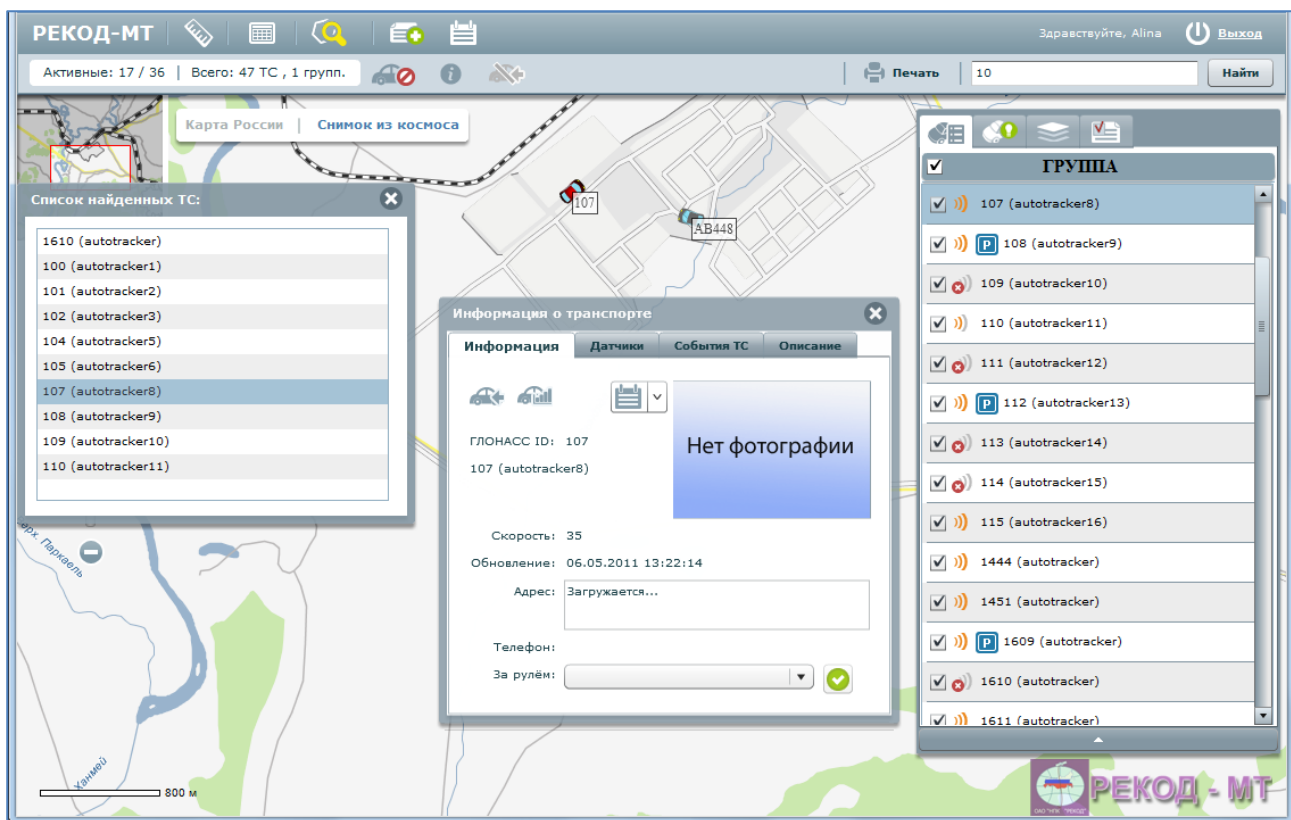 РЕКОД-МТ
Здравствуйте, Alina
Выход
Активные: 17 / 36 | Всего: 47 ТС , 1 групп.
Печать
10
Найти
Карта России | Снимок из космоса
107
AB448
Список найденных ТС:
1610 (autotracker)
100 (autotracker1)
101 (autotracker2)
102 (autotracker3)
104 (autotracker5)
105 (autotracker6)
107 (autotracker8)
108 (autotracker9)
109 (autotracker10)
110 (autotracker11)
Информация о транспорте
Информация
Датчики
События ТС
Описание
ГЛОНАСС ID: 107
107 (autotracker8)
Нет фотографии
Скорость: 35
Обновление: 06.05.2011 13:22:14
Адрес: Загружается...
Телефон:
За рулём:
ГРУППА
107 (autotracker8)
P 108 (autotracker9)
109 (autotracker10)
110 (autotracker11)
111 (autotracker12)
P 112 (autotracker13)
113 (autotracker14)
114 (autotracker15)
115 (autotracker16)
1444 (autotracker)
1451 (autotracker)
P 1609 (autotracker)
1610 (autotracker)
1611 (autotracker)
Паркаель
Ханмей
800 м
РЕКОД - МТ